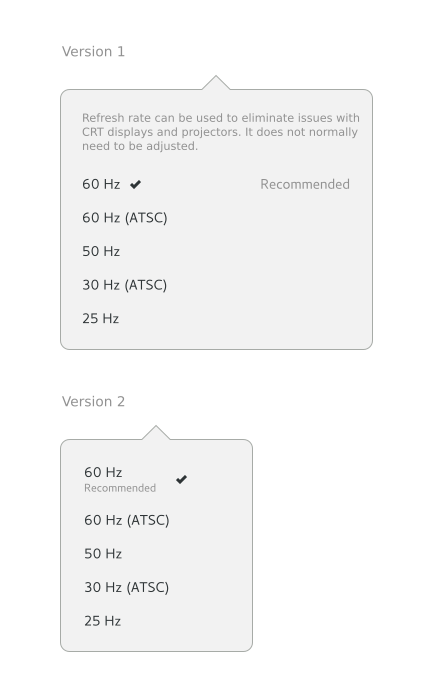 Version 1
Refresh rate can be used to eliminate issues with
CRT displays and projectors. It does not normally
need to be adjusted.
60 Hz ✔ Recommended
60 Hz (ATSC)
50 Hz
30 Hz (ATSC)
25 Hz
Version 2
60 Hz ✔
Recommended
60 Hz (ATSC)
50 Hz
30 Hz (ATSC)
25 Hz